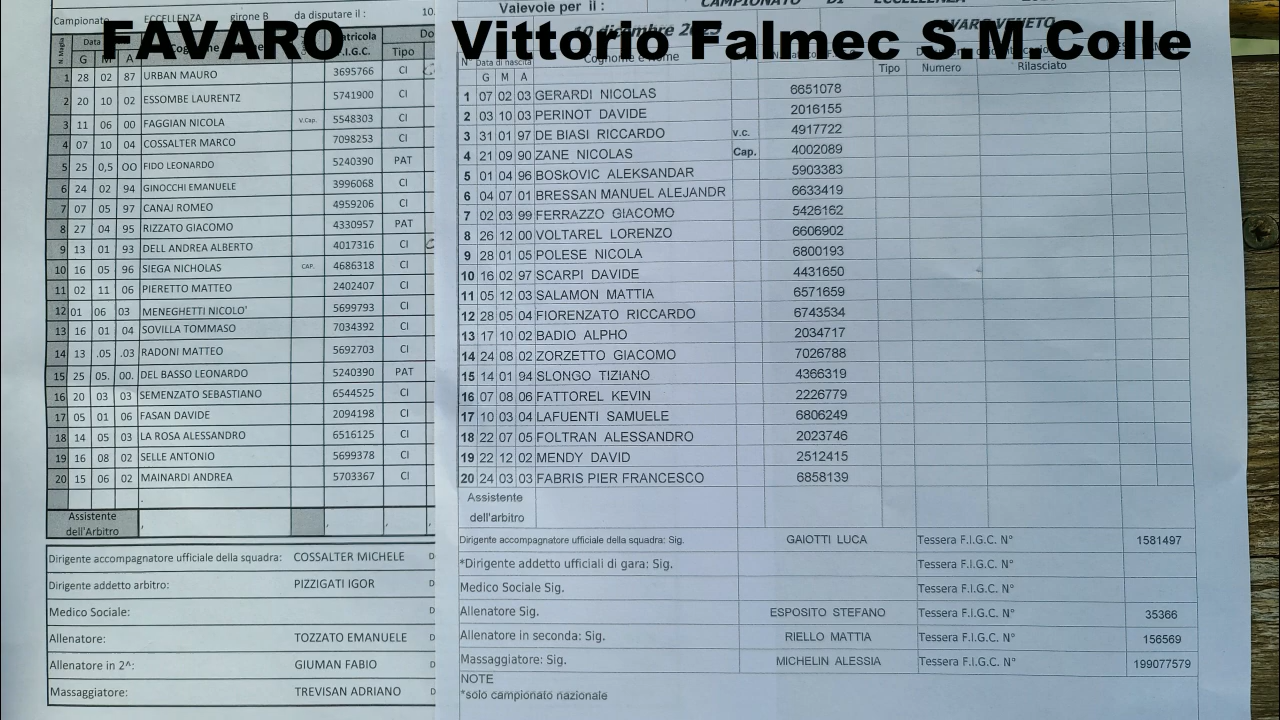 FAVARO
Campionato ECCELLENZA girone B da disputare il : 10.
N. Maglia Data Cognome Matricola F.I.G.C. Do
G M A Tipo
1 28 02 87 URBAN MAURO 3695766 CI
2 20 10 02 ESSOMBE LAURENTZ 5741900 CI
3 11 06 00 FAGGIAN NICOLA V.Cap. 5548303 CI
4 07 10 04 COSSALTER MARCO 7098253 CI
5 25 0,5 OO FIDO LEONARDO 5240390 PAT
6 24 02 94 GINOCCHI EMANUELE 3996068 CI
7 07 05 97 CANAJ ROMEO 4959206 CI
8 27 04 95 RIZZATO GIACOMO 4330957 PAT
9 13 01 93 DELL ANDREA ALBERTO 4017316 CI
10 16 05 96 SIEGA NICHOLAS CAP. 4686318 CI
11 02 11 06 PIERETTO MATTEO 2402407 CI
12 01 06 03 MENEGHETTI NICOLO' 5699793 CI
13 16 01 04 SOVILLA TOMMASO 7034392 CI
14 13 .05 .03 RADONI MATTEO 5692703 CI
15 25 05. 00. DEL BASSO LEONARDO 5240390 PAT
16 20 03 03 SEMENZATO SEBASTIANO 6544525 CI
17 05 01 06 FASAN DAVIDE 2094198 CI
18 14 05 03 LA ROSA ALESSANDRO 6516125 CI
19 16 08 02 SELLE ANTONIO 5699378 CI
20 15 06 02 MAINARDI ANDREA 5703367 CI
Assistente
dell'Arbitro
Dirigente accompagnatore ufficiale della squadra: COSSALTER MICHELE D
Dirigente addetto arbitro: PIZZIGATI IGOR D
Medico Sociale: D
Allenatore: TOZZATO EMANUELE D
Allenatore in 2^: GIUMAN FABIO D
Massaggiatore: TREVISAN ADRIANO D
Vittorio Falmec S.M.Colle
Valevole per il : CAMPIONATO DI ECCELLENZA
10 dicembre 2023 FAVARO VENETO
N° Data di nascita Cognome e Nome
G M A Tipo Numero Rilasciato
1 07 02 03 GERARDI NICOLAS 6651078
2 03 10 03 PERINOT DAVIDE 2016155
3 31 01 97 DE BIASI RICCARDO v.c. 4917722
4 21 09 90 ZANE NICOLAS Cap. 4002089
5 01 04 96 BOSKOVIC ALEKSANDAR 5903383
6 04 07 01 BRESSAN MANUEL ALEJANDR 6633419
7 02 03 99 FERRAZZO GIACOMO 5426162
8 26 12 00 VOLTAREL LORENZO 6606902
9 28 01 05 POLESE NICOLA 6800193
10 16 02 97 SCARPI DAVIDE 4431650
11 05 12 03 SALAMON MATTIA 6571659
12 28 05 04 FIORENZATO RICCARDO 6743534
13 17 10 02 BADIO ALPHO 2034717
14 24 08 02 ZORZETTO GIACOMO 7026788
15 14 01 94 SLONGO TIZIANO 4366319
16 07 08 06 FATTOREL KEVIN 2226779
17 10 03 04 LALUENTI SAMUELE 6806249
18 22 07 05 FOLTRAN ALESSANDRO 2023746
19 22 12 02 MENDY DAVID 2512415
20 24 03 03 FABRIS PIER FRANCESCO 6858139
Assistente
dell'arbitro
Dirigente accompagnatore ufficiale della squadra: Sig. GAIOTTI LUCA Tessera F.I.G.C. N° 1581497
*Dirigente addetto ufficiali di gara: Sig. Tessera F.I.G.C. N°
Medico Sociale Sig. Tessera F.I.G.C. N°
Allenatore Sig. ESPOSITO STEFANO Tessera F.I.G.C. N° 35366
Allenatore in seconda: Sig. RIELLO MATTIA Tessera F.I.G.C. N° 156569
Massaggiatore: Sig. MICHELIN ALESSIA Tessera F.I.G.C. N°
NOTE
*solo campionato nazionale